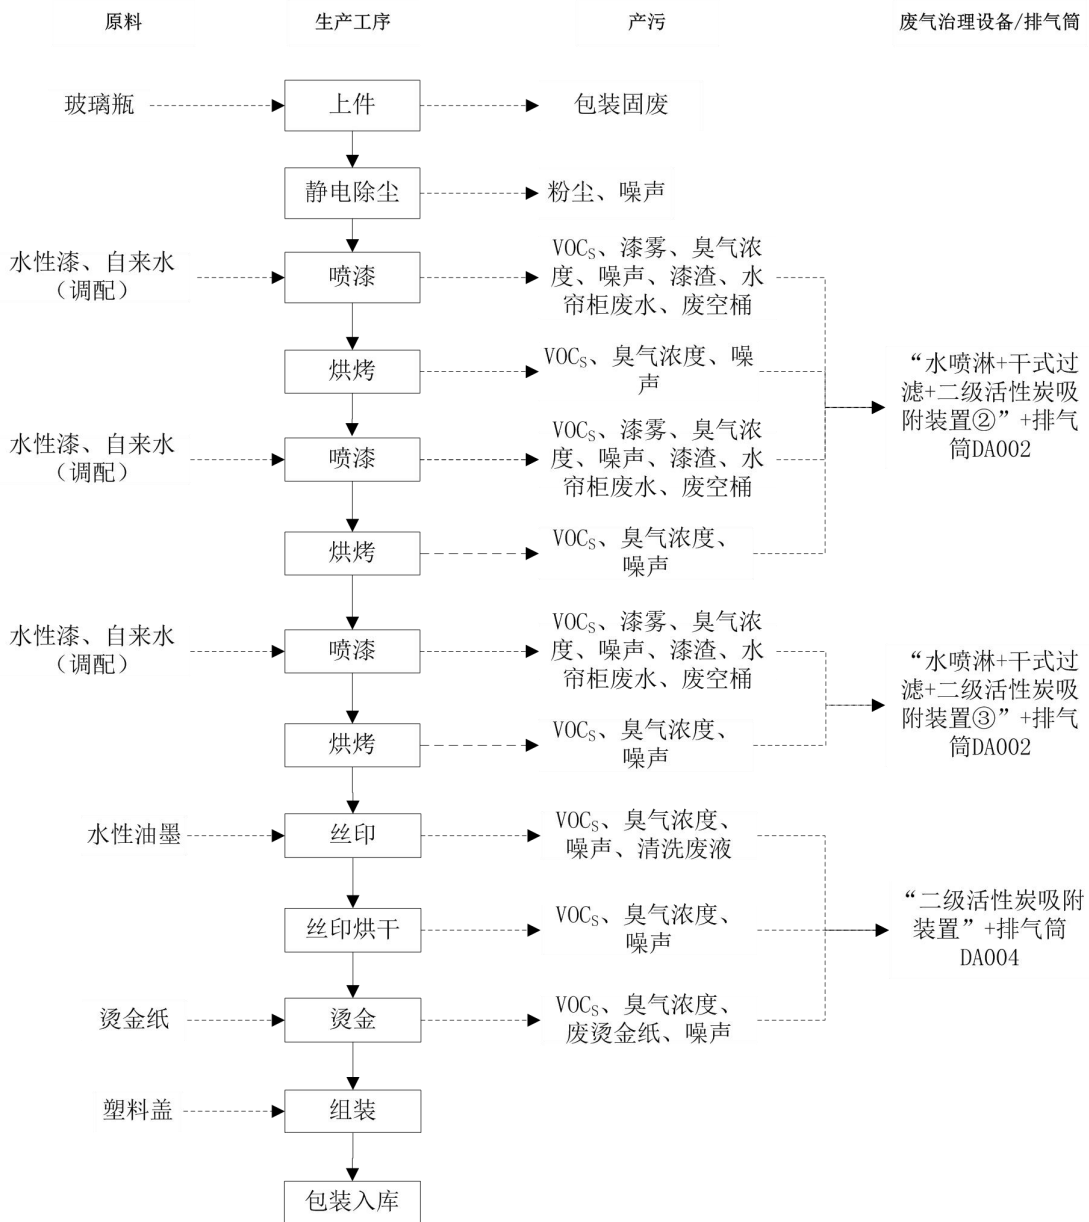 原料
生产工序
产污
废气治理设备/排气筒
玻璃瓶
上件
包装固废
静电除尘
粉尘、噪声
水性漆、自来水
（调配）
喷漆
VOCs、漆雾、臭气浓
度、噪声、漆渣、水
帘柜废水、废空桶
烘烤
VOCs、臭气浓度、噪
声
“水喷淋+干式过
滤+二级活性炭吸
附装置②”+排气
筒DA002
水性漆、自来水
（调配）
喷漆
VOCs、漆雾、臭气浓
度、噪声、漆渣、水
帘柜废水、废空桶
烘烤
VOCs、臭气浓度、
噪声
水性漆、自来水
（调配）
喷漆
VOCs、漆雾、臭气浓
度、噪声、漆渣、水
帘柜废水、废空桶
“水喷淋+干式过
滤+二级活性炭吸
附装置③”+排气
筒DA002
烘烤
VOCs、臭气浓度、
噪声
水性油墨
丝印
VOCs、臭气浓度、
噪声、清洗废液
丝印烘干
VOCs、臭气浓度、
噪声
“二级活性炭吸附
装置”+排气筒
DA004
烫金纸
烫金
VOCs、臭气浓度、
废烫金纸、噪声
塑料盖
组装
包装入库